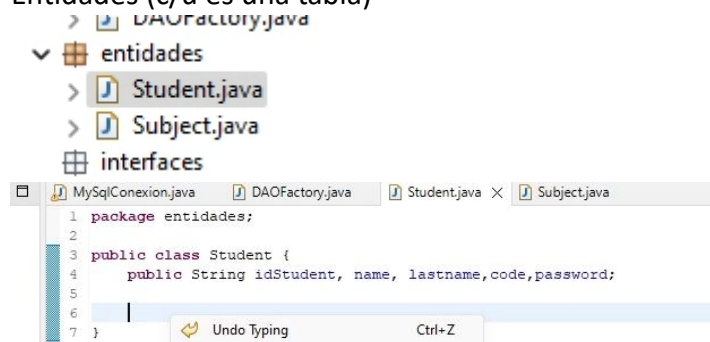 Entidades (c/u es una tabla)
DAOFactory.java
entidades
Student.java
Subject.java
interfaces
MySqlConexion.java DAOFactory.java Student.java Subject.java
1 package entidades;
2
3 public class Student {
4 public String idStudent, name, lastname,code,password;
5
6
7 }
Undo Typing Ctrl+Z